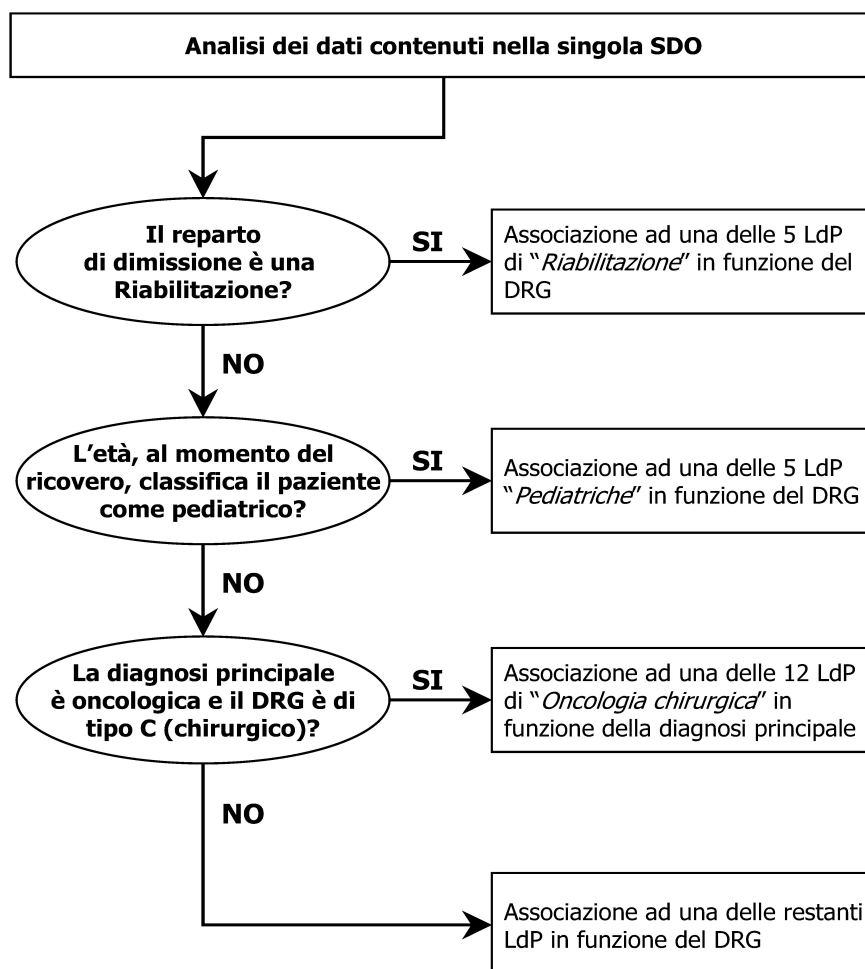 Analisi dei dati contenuti nella singola SDO
Il reparto
di dimissione è una
Riabilitazione?
SI
Associazione ad una delle 5 LdP
di “Riabilitazione” in funzione del
DRG
NO
L’età, al momento del
ricovero, classifica il paziente
come pediatrico?
SI
Associazione ad una delle 5 LdP
“Pediatriche” in funzione del DRG
NO
La diagnosi principale
è oncologica e il DRG è di
tipo C (chirurgico)?
SI
Associazione ad una delle 12 LdP
di “Oncologia chirurgica” in
funzione della diagnosi principale
NO
Associazione ad una delle restanti
LdP in funzione del DRG